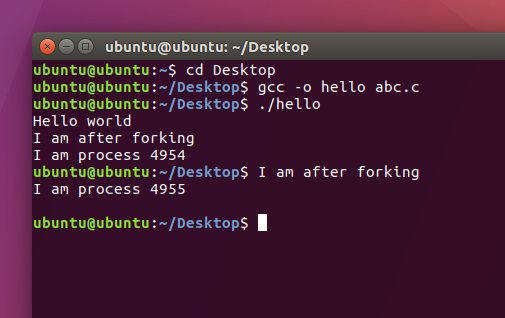 ubuntu@ubuntu: ~/Desktop
ubuntu@ubuntu:~$ cd Desktop
ubuntu@ubuntu:~/Desktop$ gcc -o hello abc.c
ubuntu@ubuntu:~/Desktop$ ./hello
Hello world
I am after forking
I am process 4954
ubuntu@ubuntu:~/Desktop$ I am after forking
I am process 4955
ubuntu@ubuntu:~/Desktop$